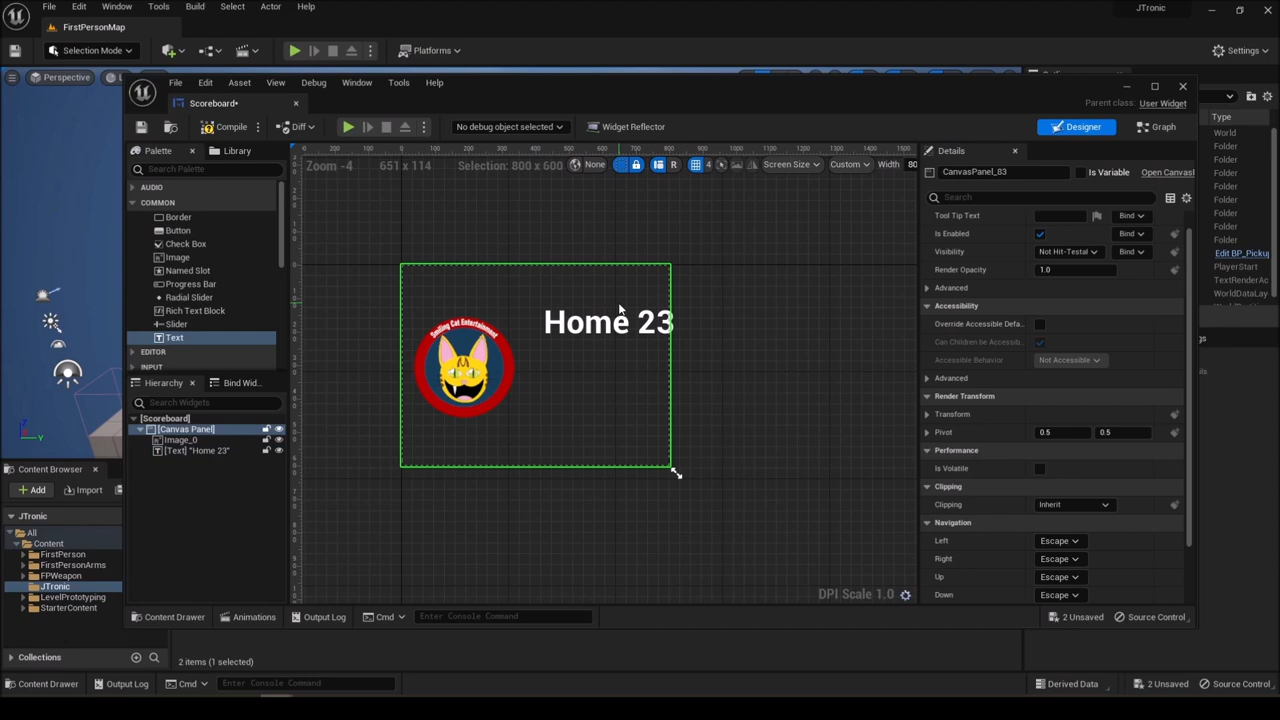 File Edit Window Tools Build Select Actor Help
JTronic
FirstPersonMap
Selection Mode
Platforms
Settings
Perspective
File Edit Asset View Debug Window Tools Help
Scoreboard•
Parent class: User Widget
Compile
Diff
No debug object selected
Widget Reflector
Designer
Graph
Type
World
Folder
Folder
Folder
Folder
Folder
Folder
Folder
Folder
Edit BP_Pickup
PlayerStart
TextRenderAc
WorldDataLay
Palette
Library
Search Palette
AUDIO
COMMON
Border
Button
Check Box
Image
Named Slot
Progress Bar
Radial Slider
Rich Text Block
Slider
Text
EDITOR
INPUT
Hierarchy
Bind Wid...
Search Widgets
[Scoreboard]
[Canvas Panel]
Image_0
[Text] "Home 23"
Zoom -4
651 x 114
Selection: 800 x 600
None
R
4
Screen Size
Custom
Width 80
Smiling Cat Entertainment
Home 23
DPI Scale 1.0
Details
CanvasPanel_83
Is Variable
Open Canvas
Search
Tool Tip Text
Bind
Is Enabled
Bind
Visibility
Not Hit-Testal
Bind
Render Opacity
1.0
Advanced
Accessibility
Override Accessible Defa...
Can Children be Accessib...
Accessible Behavior
Not Accessible
Advanced
Render Transform
Transform
Pivot
0.5
0.5
Performance
Is Volatile
Clipping
Clipping
Inherit
Navigation
Left
Escape
Right
Escape
Up
Escape
Down
Escape
Content Browser
Add
Import
JTronic
All
Content
FirstPerson
FirstPersonArms
FPWeapon
JTronic
LevelPrototyping
StarterContent
Collections
Content Drawer
Animations
Output Log
Cmd
Enter Console Command
2 Unsaved
Source Control
2 items (1 selected)
Content Drawer
Output Log
Cmd
Enter Console Command
Derived Data
2 Unsaved
Source Control